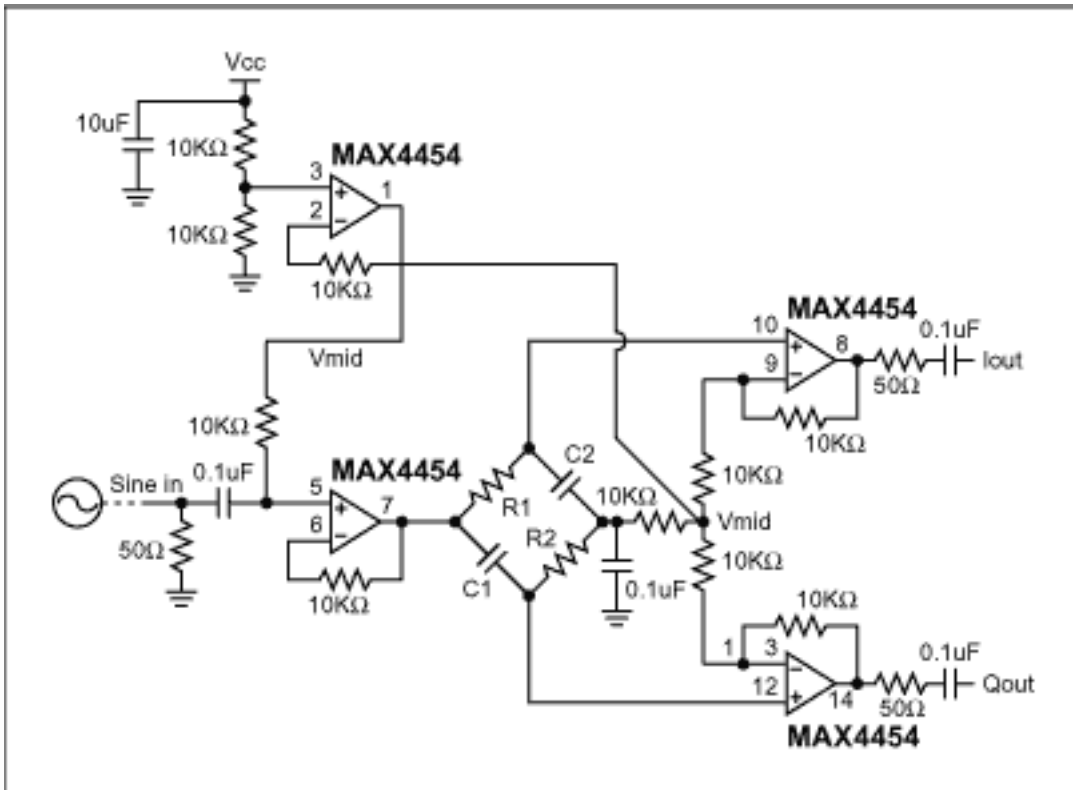 Vcc
10uF
10KΩ
MAX4454
3
1
2
10KΩ
10KΩ
MAX4454
10
8
0.1uF
Iout
9
50Ω
10KΩ
Vmid
10KΩ
0.1uF
MAX4454
Sine in
5
7
6
50Ω
10KΩ
R1
C2
C1
R2
10KΩ
0.1uF
10KΩ
Vmid
10KΩ
10KΩ
1
3
12
14
0.1uF
Qout
50Ω
MAX4454